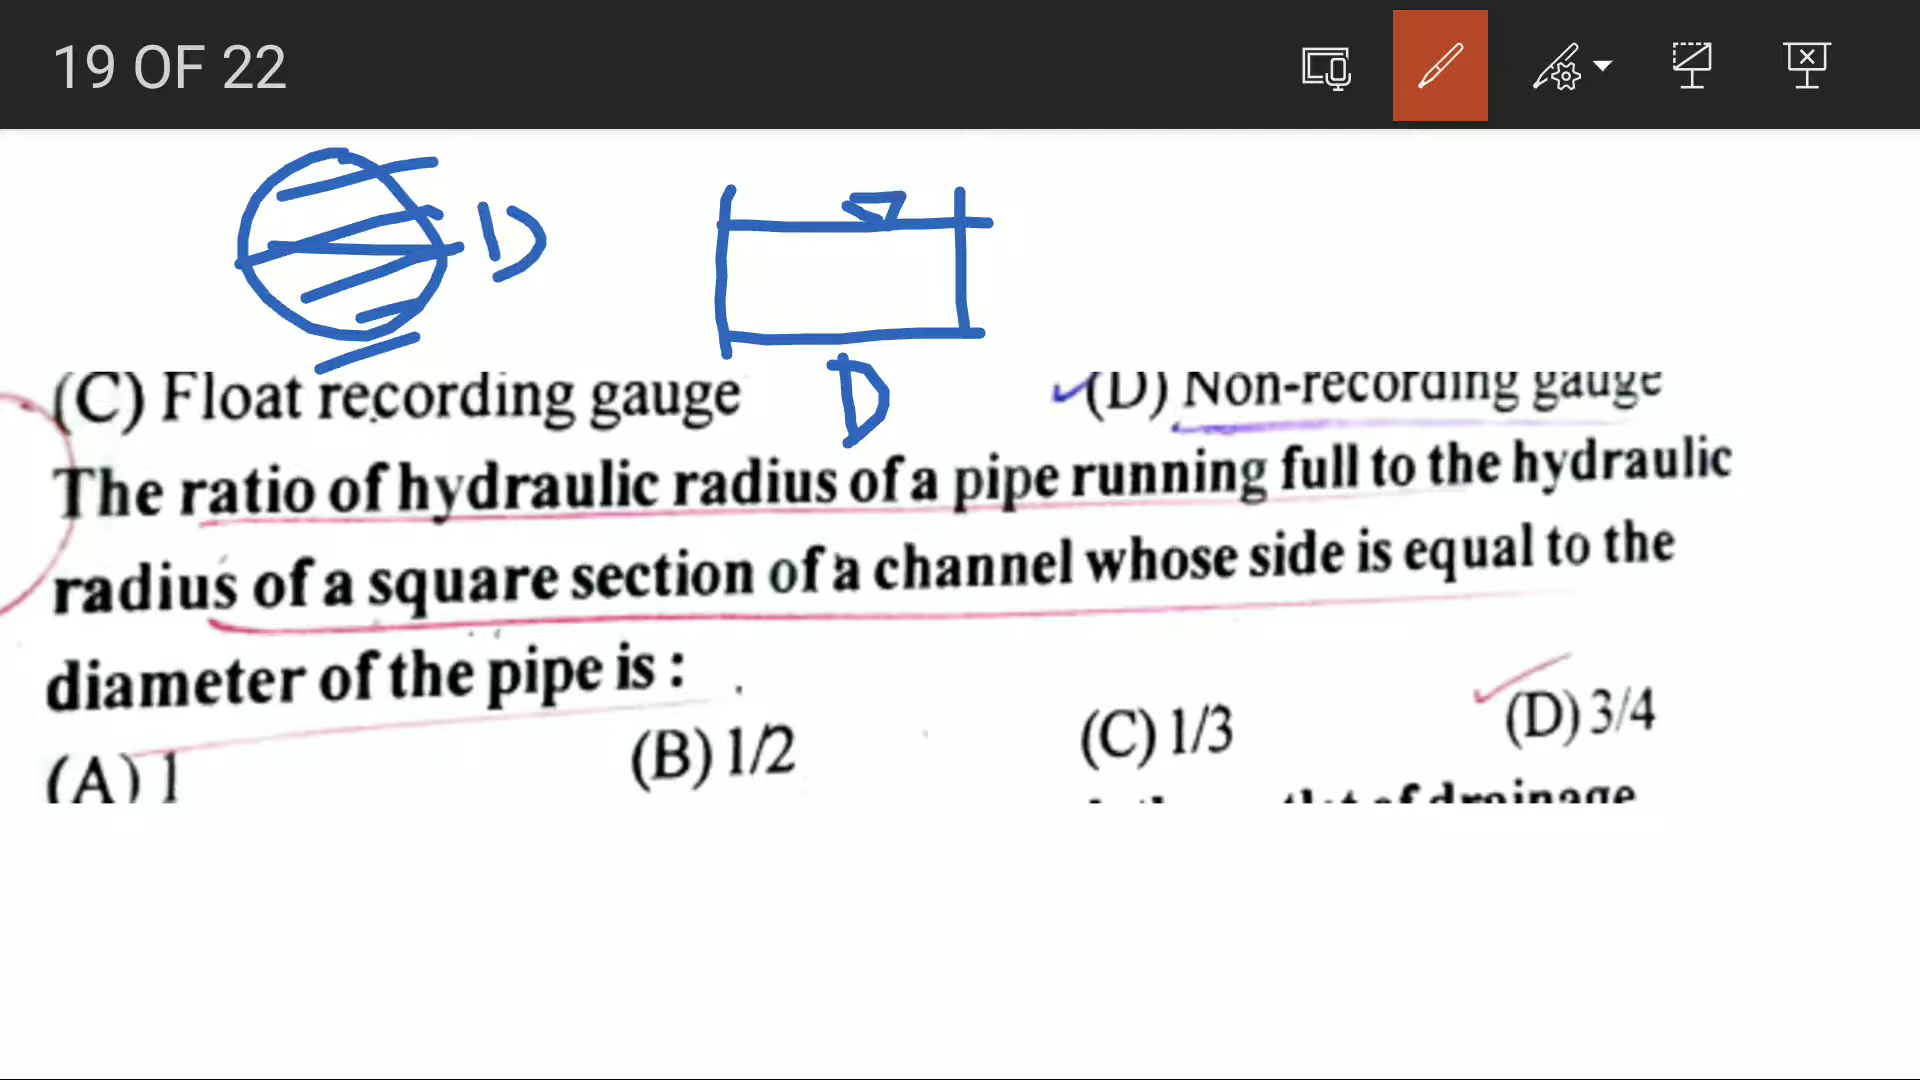 19 OF 22
D
D
(C) Float recording gauge (D) Non-recording gauge
The ratio of hydraulic radius of a pipe running full to the hydraulic
radius of a square section of a channel whose side is equal to the
diameter of the pipe is :
(A) 1 (B) 1/2 (C) 1/3 (D) 3/4
of drainage